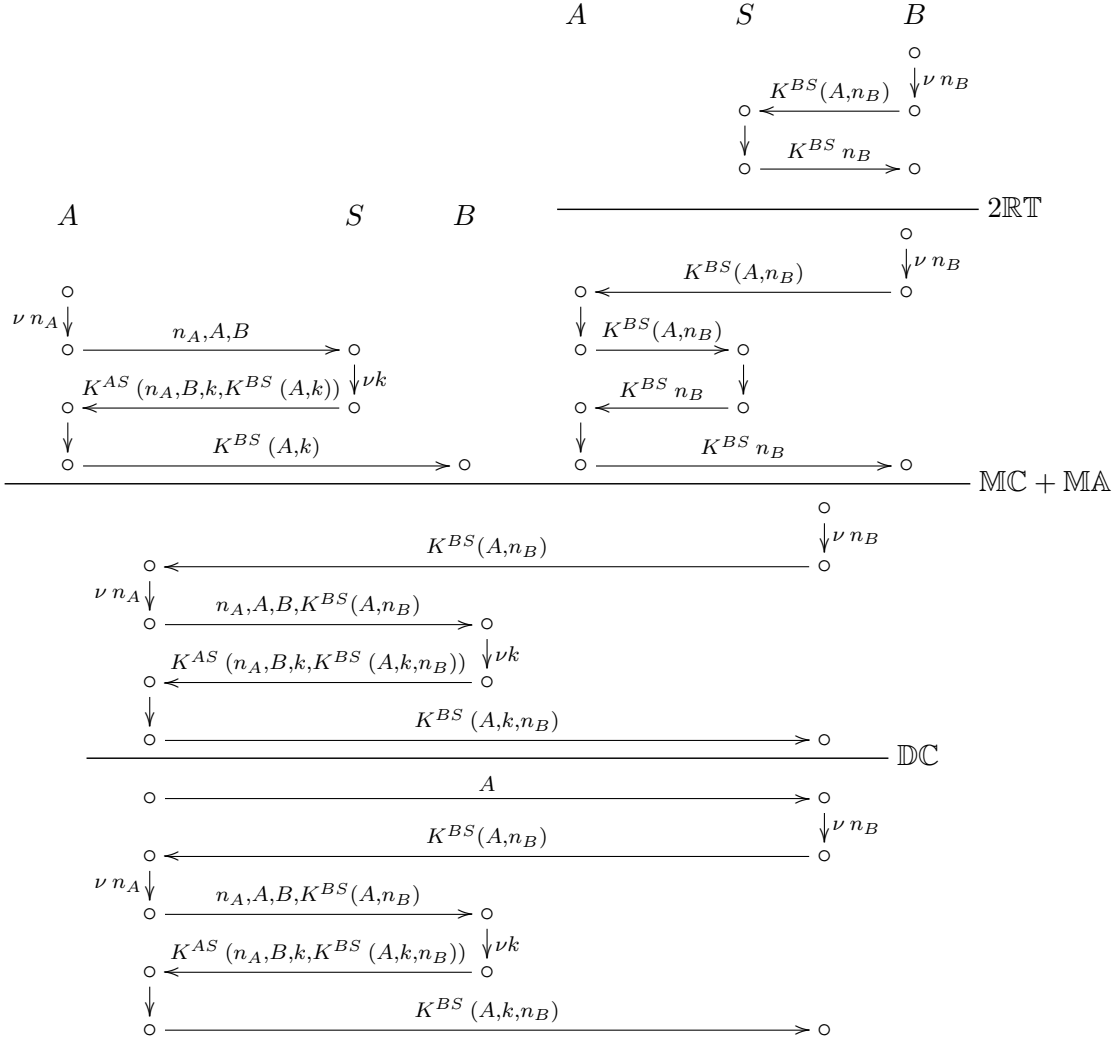 A S B
ν n_B
K^{BS}(A,n_B)
K^{BS} n_B
2ℝ𝕋
A S B
ν n_B
K^{BS}(A,n_B)
ν n_A
n_A,A,B
K^{BS}(A,n_B)
νk
K^{AS} (n_A,B,k,K^{BS} (A,k))
K^{BS} n_B
K^{BS} (A,k)
K^{BS} n_B
𝕄ℂ + 𝕄𝔸
ν n_B
K^{BS}(A,n_B)
ν n_A
n_A,A,B,K^{BS}(A,n_B)
νk
K^{AS} (n_A,B,k,K^{BS} (A,k,n_B))
K^{BS} (A,k,n_B)
𝔻ℂ
A
ν n_B
K^{BS}(A,n_B)
ν n_A
n_A,A,B,K^{BS}(A,n_B)
νk
K^{AS} (n_A,B,k,K^{BS} (A,k,n_B))
K^{BS} (A,k,n_B)